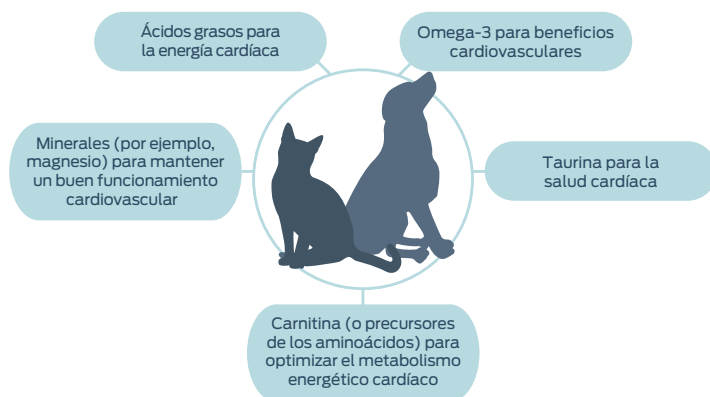 Ácidos grasos para
la energía cardíaca
Omega-3 para beneficios
cardiovasculares
Minerales (por ejemplo,
magnesio) para mantener
un buen funcionamiento
cardiovascular
Taurina para la
salud cardíaca
Carnitina (o precursores
de los aminoácidos) para
optimizar el metabolismo
energético cardíaco